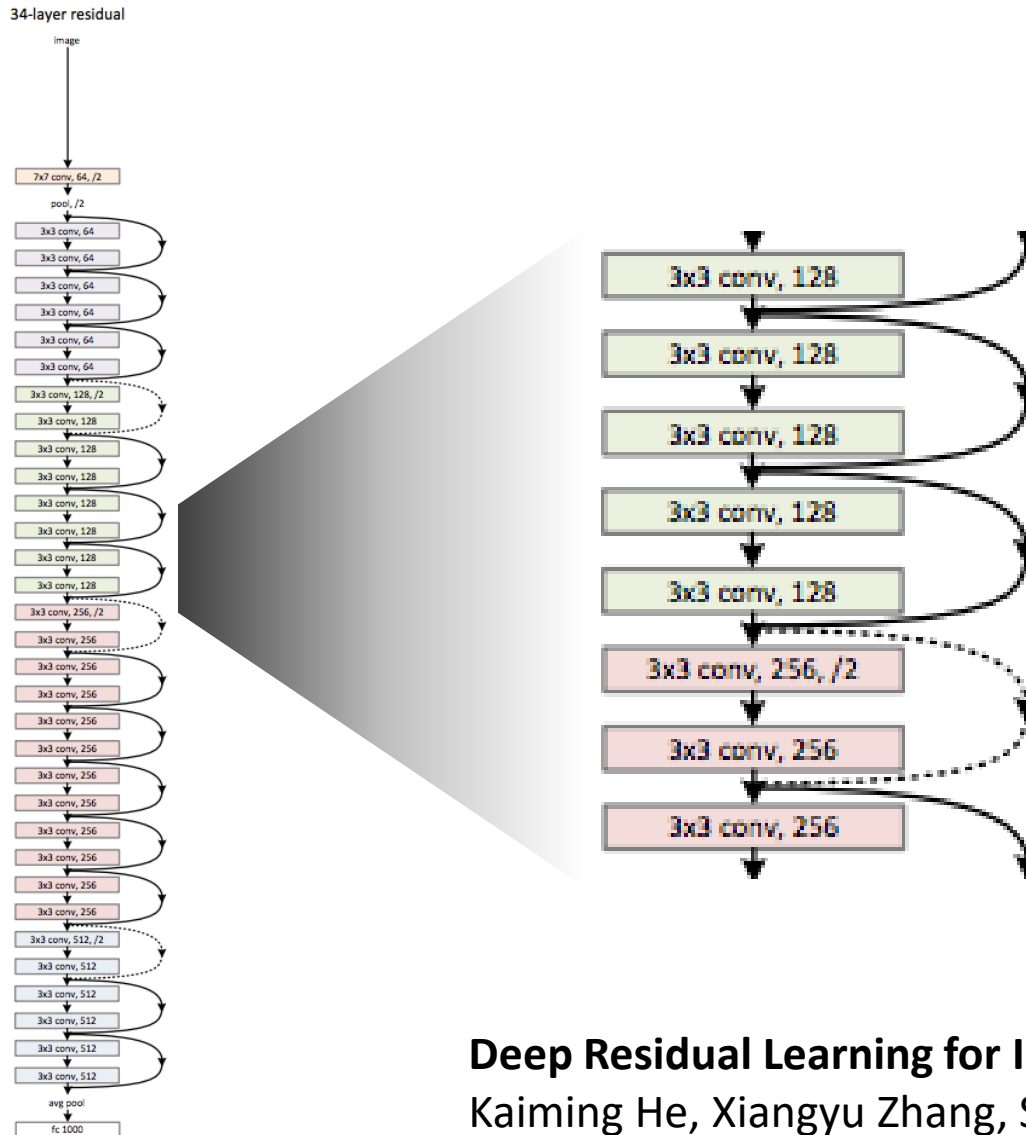 34-layer residual
image
7x7 conv, 64, /2
pool, /2
3x3 conv, 64
3x3 conv, 64
3x3 conv, 64
3x3 conv, 64
3x3 conv, 64
3x3 conv, 64
3x3 conv, 128, /2
3x3 conv, 128
3x3 conv, 128
3x3 conv, 128
3x3 conv, 128
3x3 conv, 128
3x3 conv, 128
3x3 conv, 128
3x3 conv, 256, /2
3x3 conv, 256
3x3 conv, 256
3x3 conv, 256
3x3 conv, 256
3x3 conv, 256
3x3 conv, 256
3x3 conv, 256
3x3 conv, 256
3x3 conv, 256
3x3 conv, 256
3x3 conv, 256
3x3 conv, 512, /2
3x3 conv, 512
3x3 conv, 512
3x3 conv, 512
3x3 conv, 512
3x3 conv, 512
avg pool
fc 1000
3x3 conv, 128
3x3 conv, 128
3x3 conv, 128
3x3 conv, 128
3x3 conv, 128
3x3 conv, 256, /2
3x3 conv, 256
3x3 conv, 256
Deep Residual Learning for I
Kaiming He, Xiangyu Zhang, S